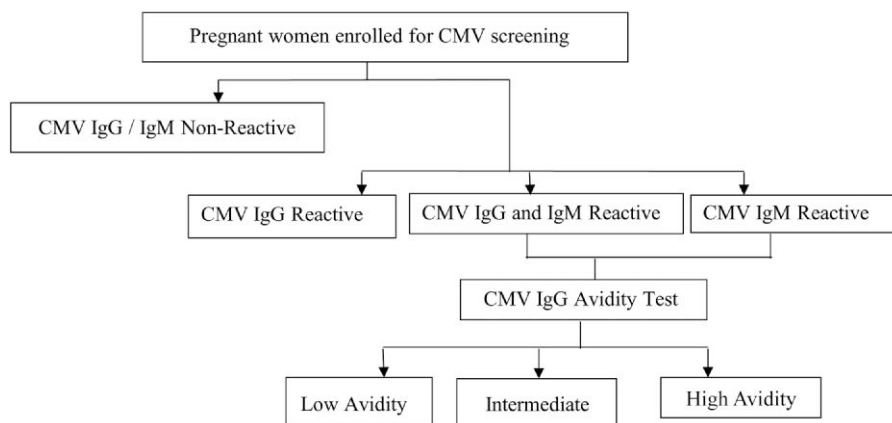 Pregnant women enrolled for CMV screening
CMV IgG / IgM Non-Reactive
CMV IgG Reactive
CMV IgG and IgM Reactive
CMV IgM Reactive
CMV IgG Avidity Test
Low Avidity
Intermediate
High Avidity